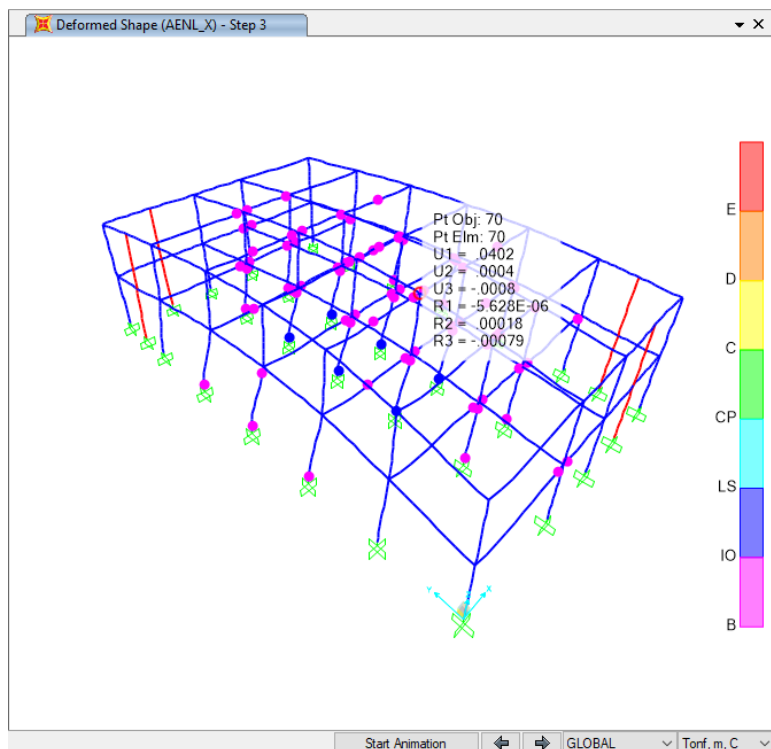 Deformed Shape (AENL_X) - Step 3
Pt Obj: 70
Pt Elm: 70
U1 = .0402
U2 = .0004
U3 = -.0008
R1 = -5.628E-06
R2 = .00018
R3 = -.00079
E
D
C
CP
LS
IO
B
Y
X
Start Animation
GLOBAL
Tonf, m, C